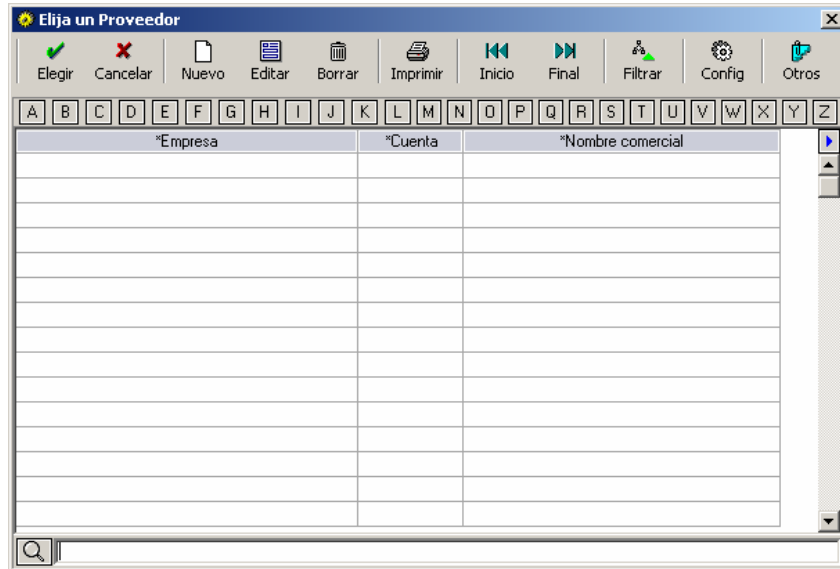 Elija un Proveedor
Elegir Cancelar Nuevo Editar Borrar Imprimir Inicio Final Filtrar Config Otros
A B C D E F G H I J K L M N O P Q R S T U V W X Y Z
*Empresa *Cuenta *Nombre comercial